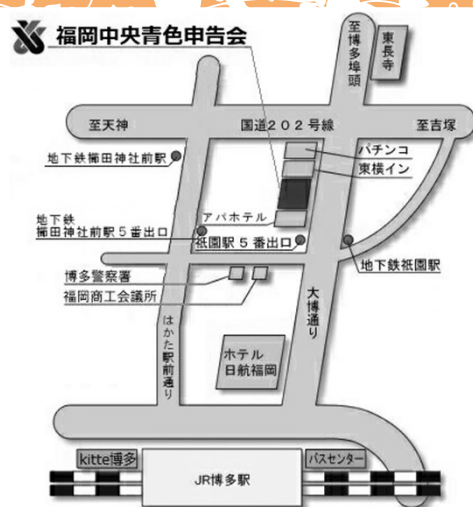 福岡中央青色申告会
至博多埠頭
東長寺
至天神
国道202号線
至吉塚
地下鉄櫛田神社前駅
パチンコ
東横イン
地下鉄
櫛田神社前駅5番出口
アパホテル
祇園駅5番出口
地下鉄祇園駅
博多警察署
福岡商工会議所
大博通り
はかた駅前通り
ホテル
日航福岡
kitte博多
JR博多駅
バスセンター